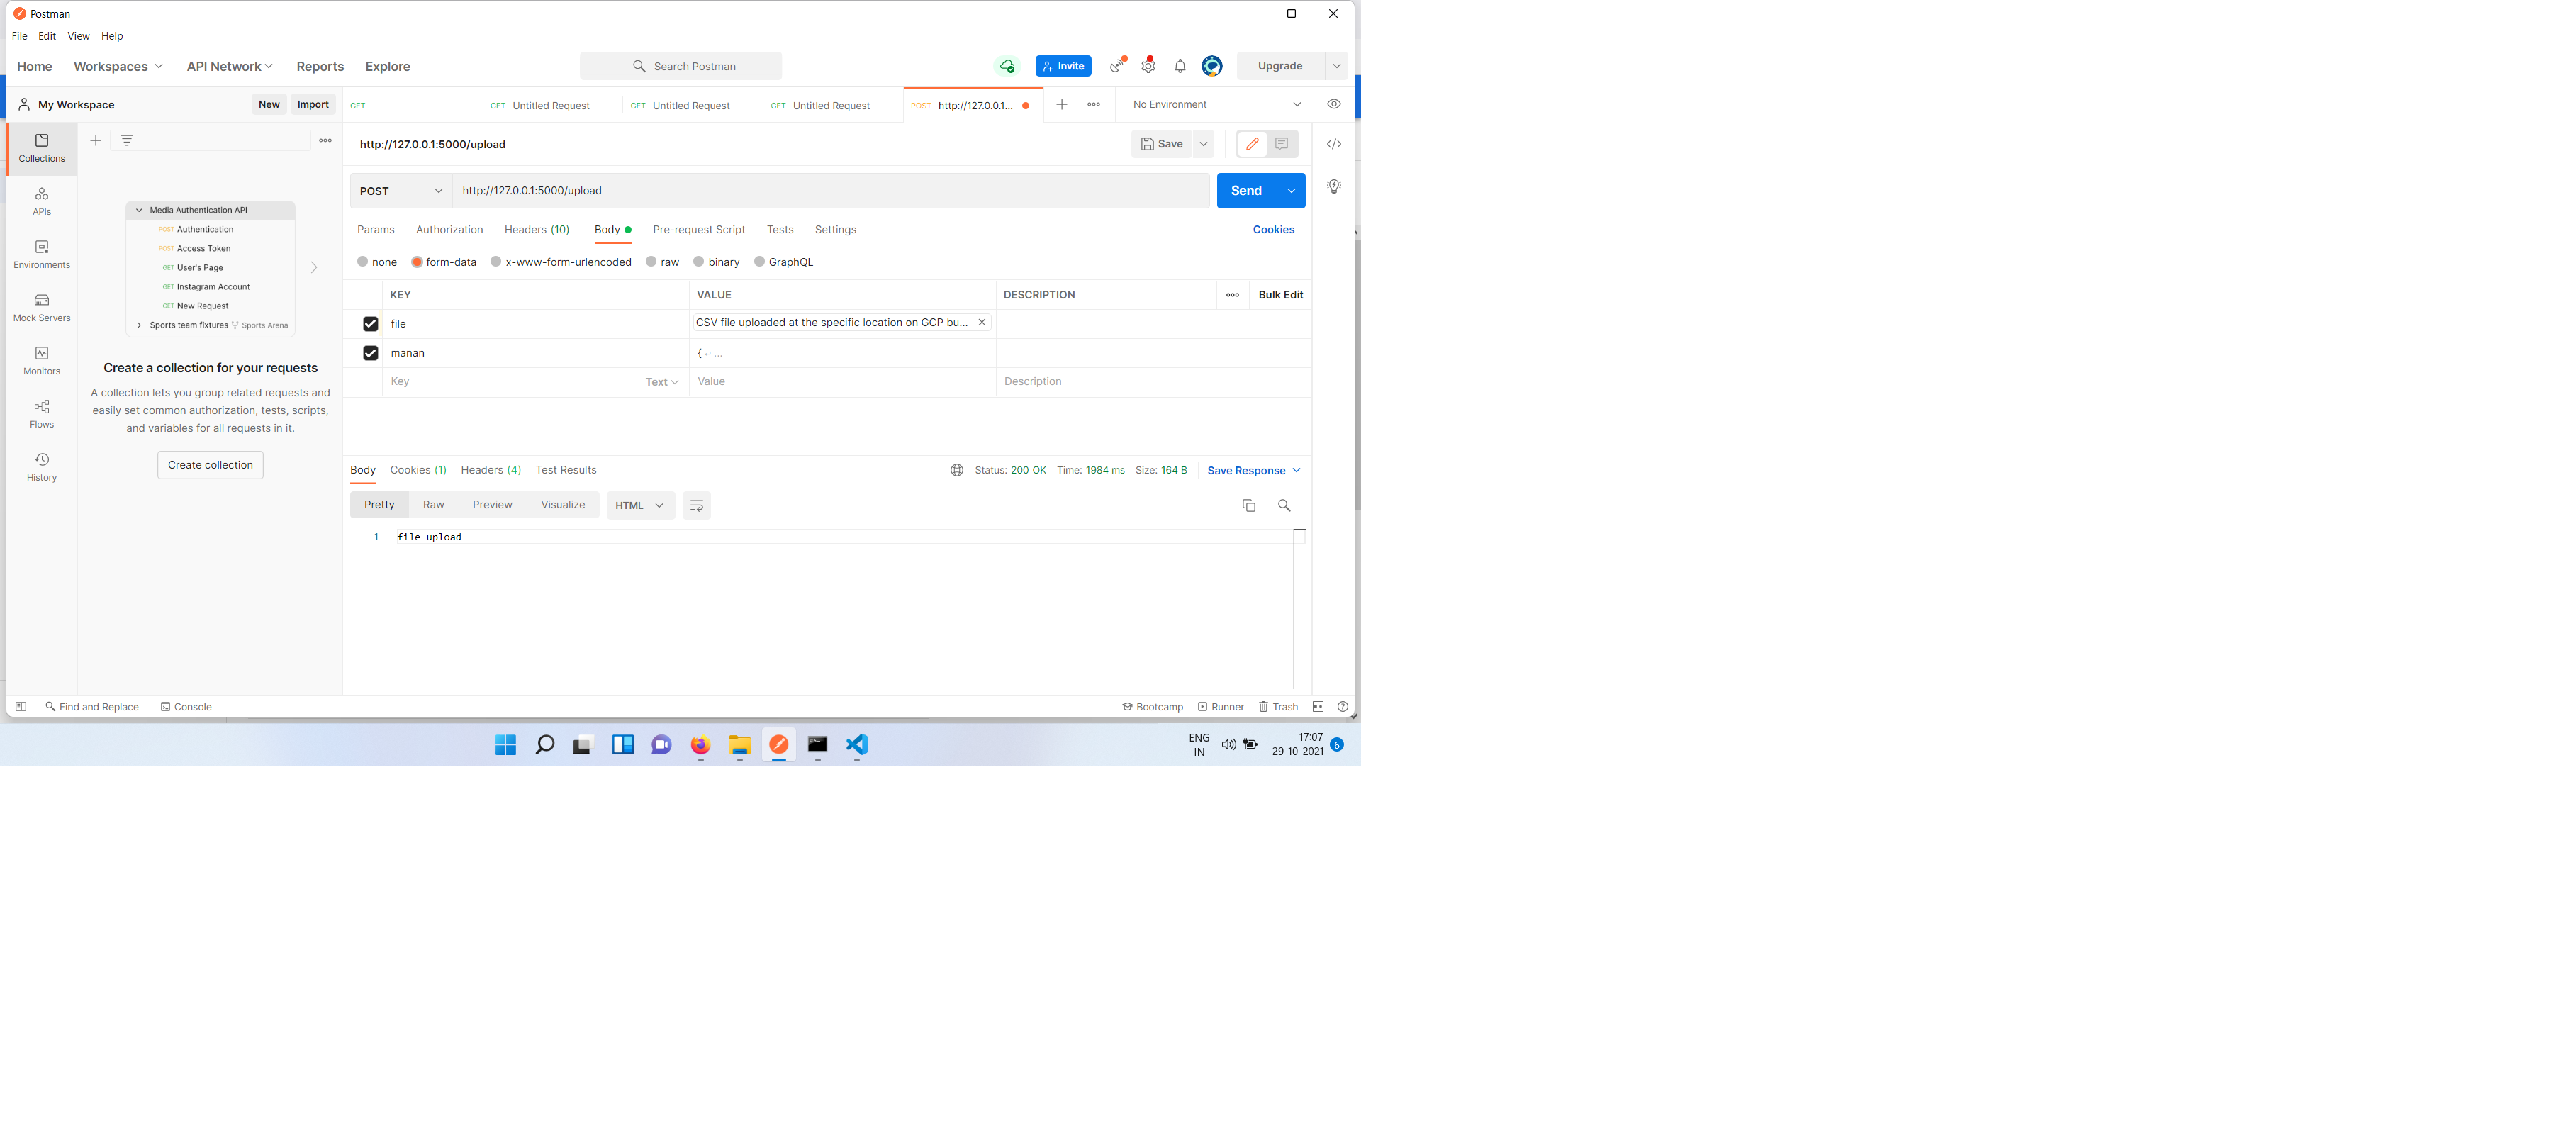 Postman
File Edit View Help
Home Workspaces API Network Reports Explore Search Postman Invite Upgrade
My Workspace New Import GET GET Untitled Request GET Untitled Request GET Untitled Request POST http://127.0.0.1... No Environment
Collections
http://127.0.0.1:5000/upload Save
APIs
Environments
Mock Servers
Monitors
Flows
History
Media Authentication API
POST Authentication
POST Access Token
GET User's Page
GET Instagram Account
GET New Request
Sports team fixtures Sports Arena
Create a collection for your requests
A collection lets you group related requests and
easily set common authorization, tests, scripts,
and variables for all requests in it.
Create collection
POST http://127.0.0.1:5000/upload Send
Params Authorization Headers (10) Body Pre-request Script Tests Settings Cookies
none form-data x-www-form-urlencoded raw binary GraphQL
KEY VALUE DESCRIPTION Bulk Edit
file CSV file uploaded at the specific location on GCP bu...
manan { ← ...
Key Text Value Description
Body Cookies (1) Headers (4) Test Results Status: 200 OK Time: 1984 ms Size: 164 B Save Response
Pretty Raw Preview Visualize HTML
1 file upload
Find and Replace Console Bootcamp Runner Trash
ENG 17:07
IN 29-10-2021 6